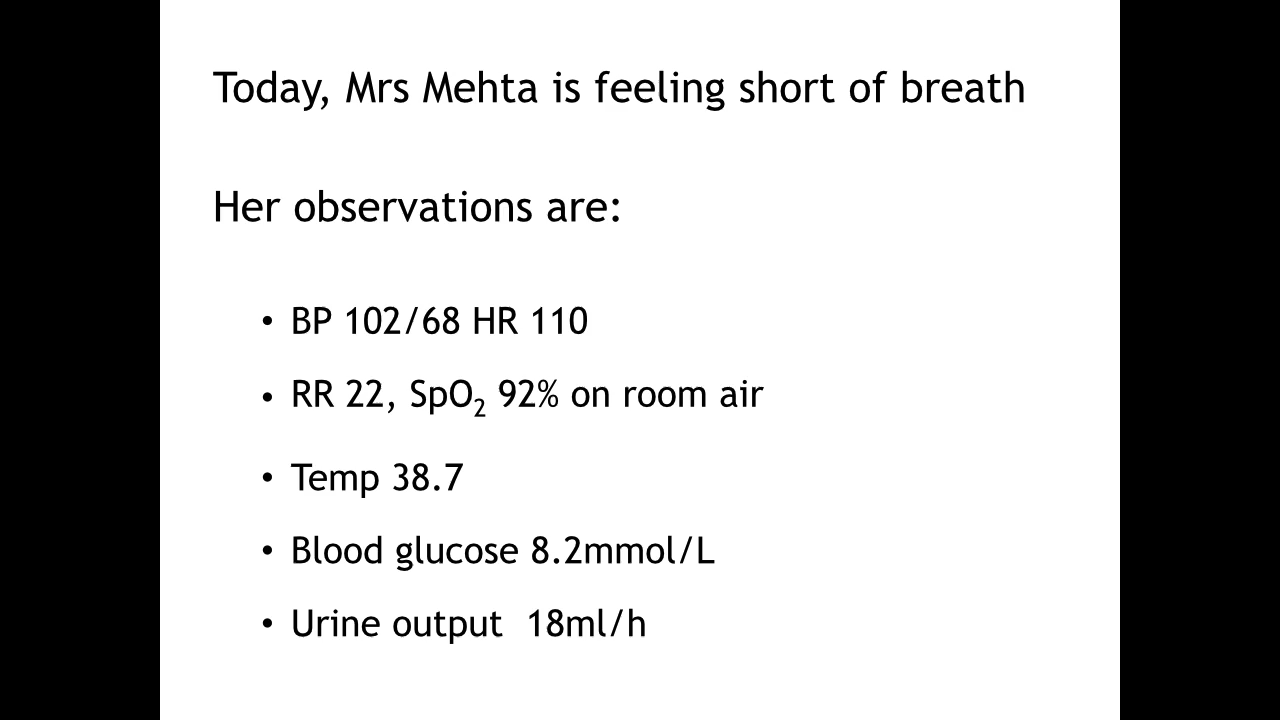 Today, Mrs Mehta is feeling short of breath
Her observations are:
• BP 102/68 HR 110
• RR 22, SpO₂ 92% on room air
• Temp 38.7
• Blood glucose 8.2mmol/L
• Urine output  18ml/h